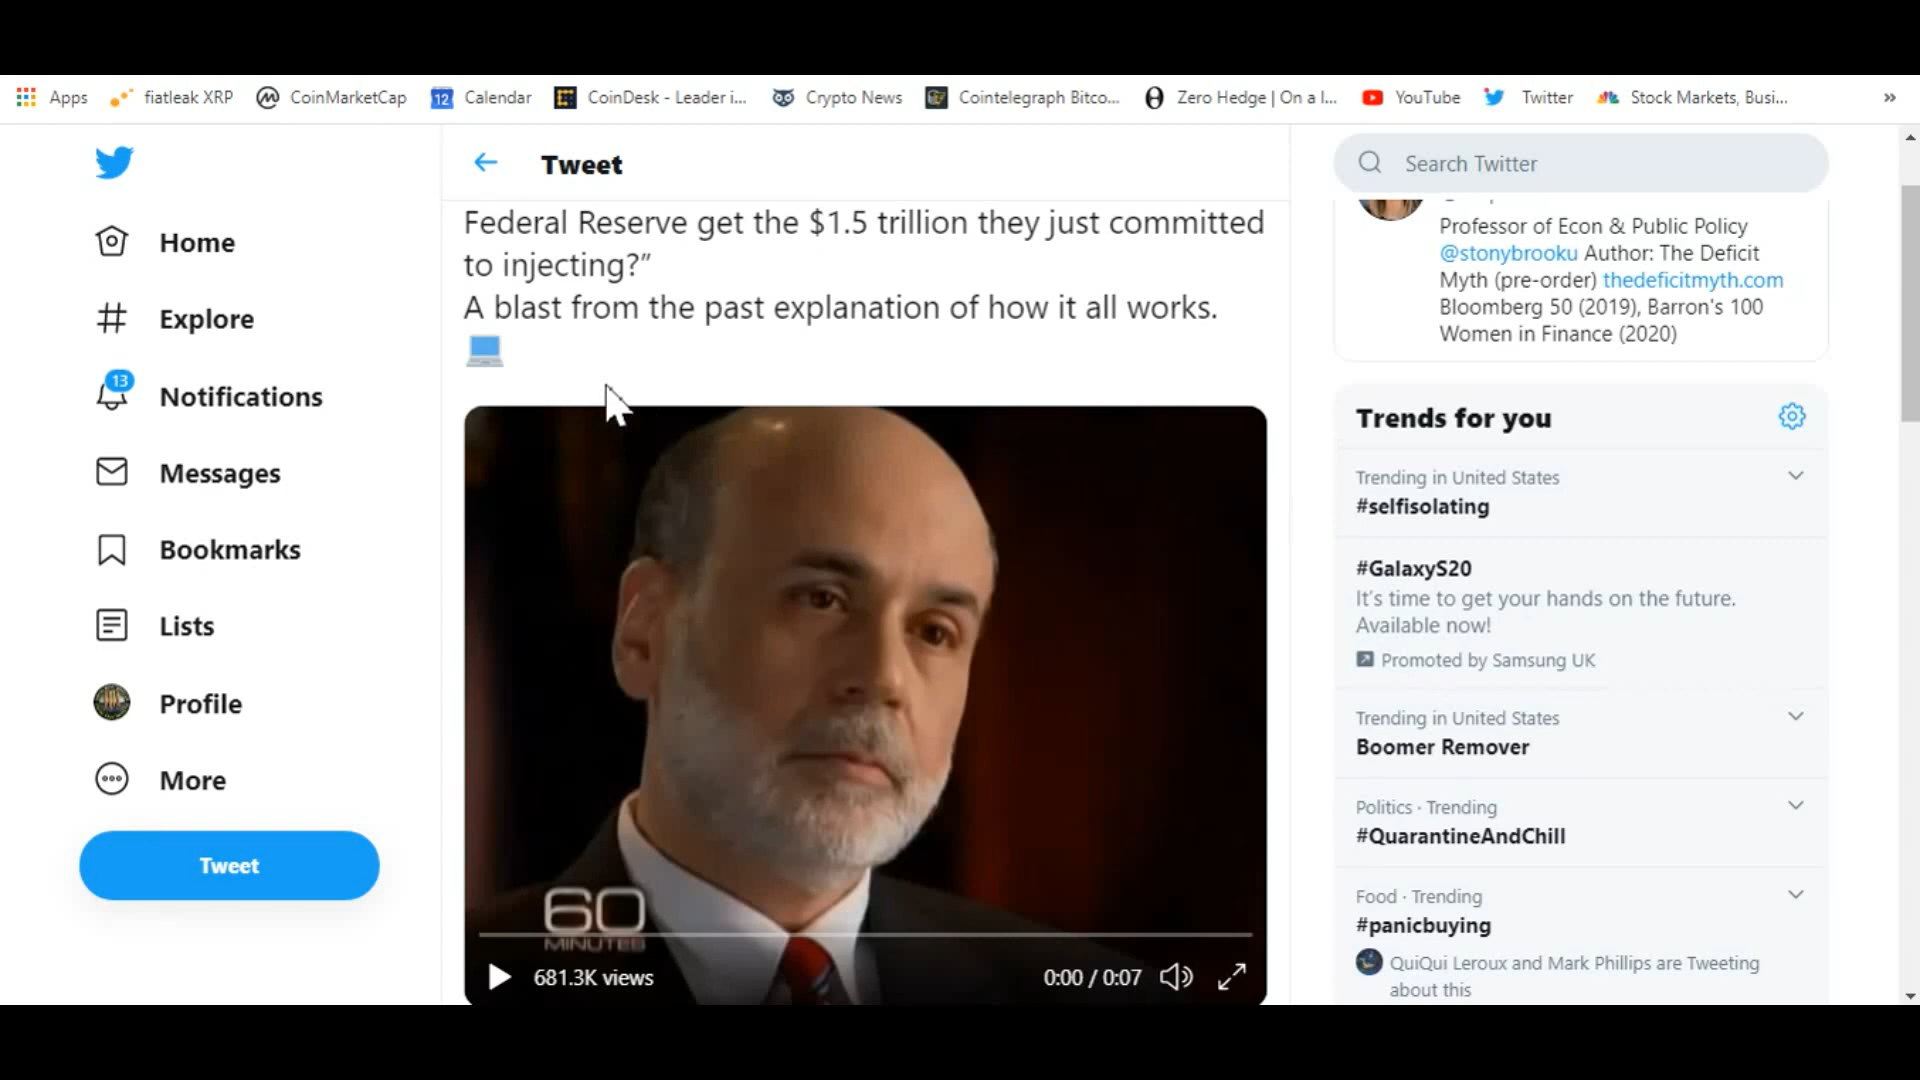 Apps
fiatleak XRP
CoinMarketCap
12
Calendar
CoinDesk - Leader i...
Crypto News
Cointelegraph Bitco...
Zero Hedge | On a l...
YouTube
Twitter
Stock Markets, Busi...
»
Home
Explore
13
Notifications
Messages
Bookmarks
Lists
Profile
More
Tweet
Tweet
Federal Reserve get the $1.5 trillion they just committed
to injecting?”
A blast from the past explanation of how it all works.
60
MINUTES
681.3K views
0:00 / 0:07
Search Twitter
Professor of Econ & Public Policy
@stonybrooku Author: The Deficit
Myth (pre-order) thedeficitmyth.com
Bloomberg 50 (2019), Barron's 100
Women in Finance (2020)
Trends for you
Trending in United States
#selfisolating
#GalaxyS20
It's time to get your hands on the future.
Available now!
Promoted by Samsung UK
Trending in United States
Boomer Remover
Politics · Trending
#QuarantineAndChill
Food · Trending
#panicbuying
QuiQui Leroux and Mark Phillips are Tweeting
about this